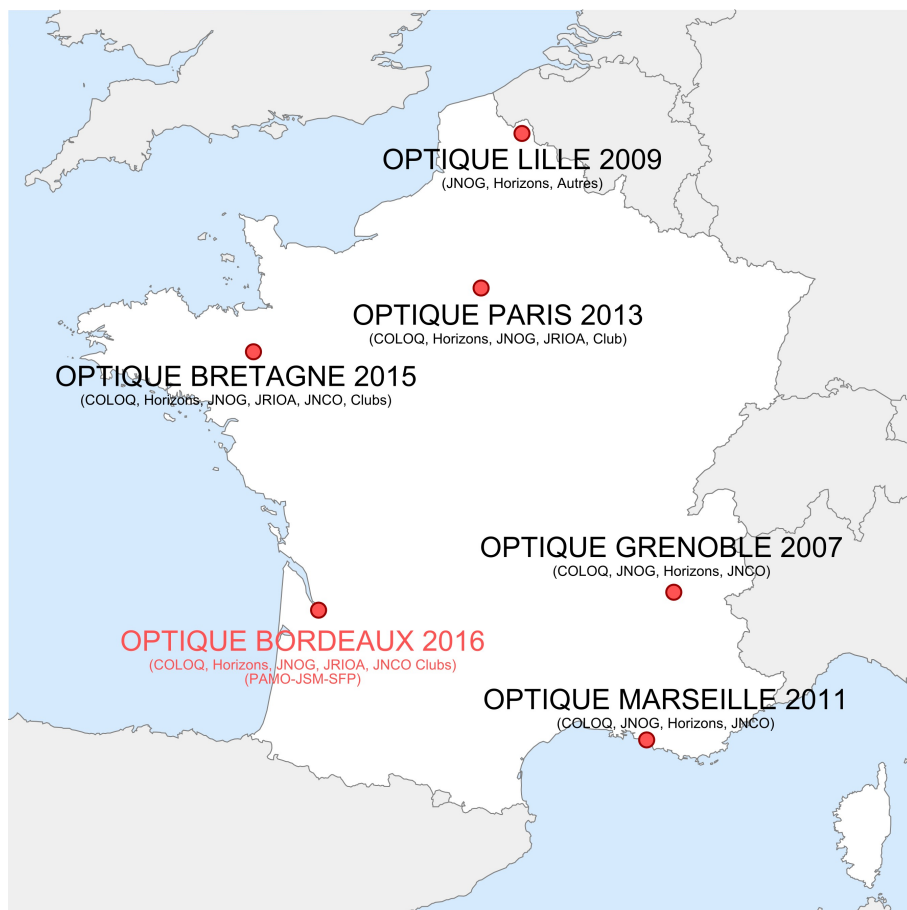 OPTIQUE LILLE 2009
(JNOG, Horizons, Autres)
OPTIQUE PARIS 2013
(COLOQ, Horizons, JNOG, JRIOA, Club)
OPTIQUE BRETAGNE 2015
(COLOQ, Horizons, JNOG, JRIOA, JNCO, Clubs)
OPTIQUE GRENOBLE 2007
(COLOQ, JNOG, Horizons, JNCO)
OPTIQUE BORDEAUX 2016
(COLOQ, Horizons, JNOG, JRIOA, JNCO Clubs)
(PAMO-JSM-SFP)
OPTIQUE MARSEILLE 2011
(COLOQ, JNOG, Horizons, JNCO)